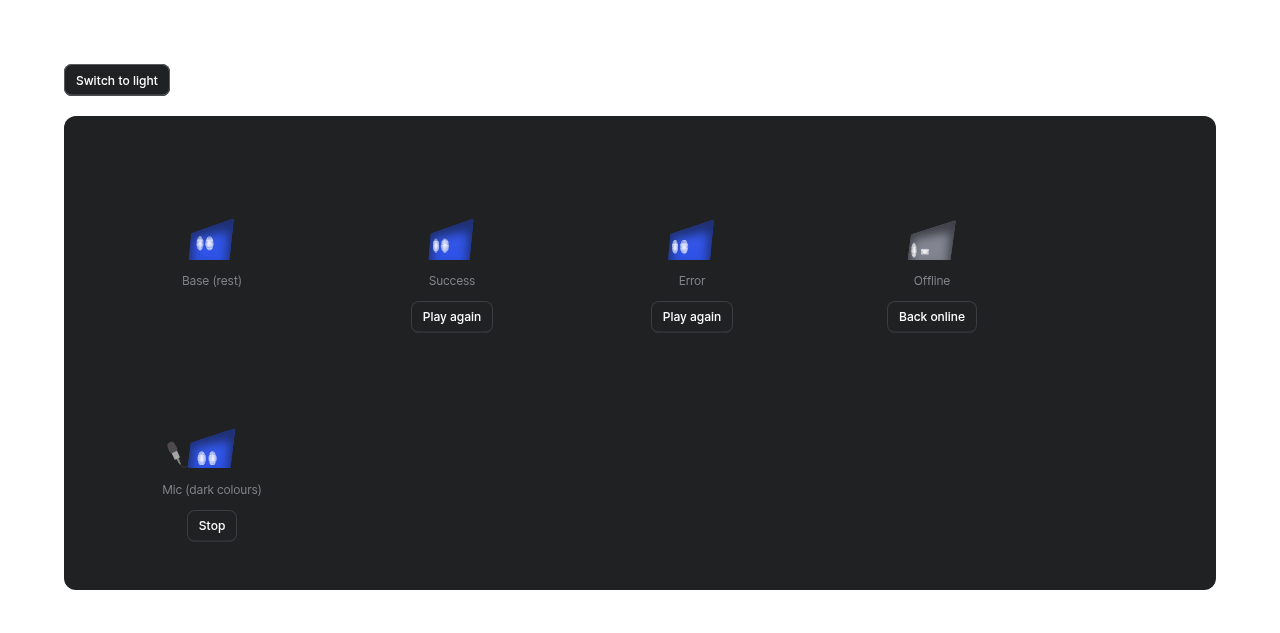 Switch to light
Base (rest)
Success
Error
Offline
Play again
Play again
Back online
Mic (dark colours)
Stop